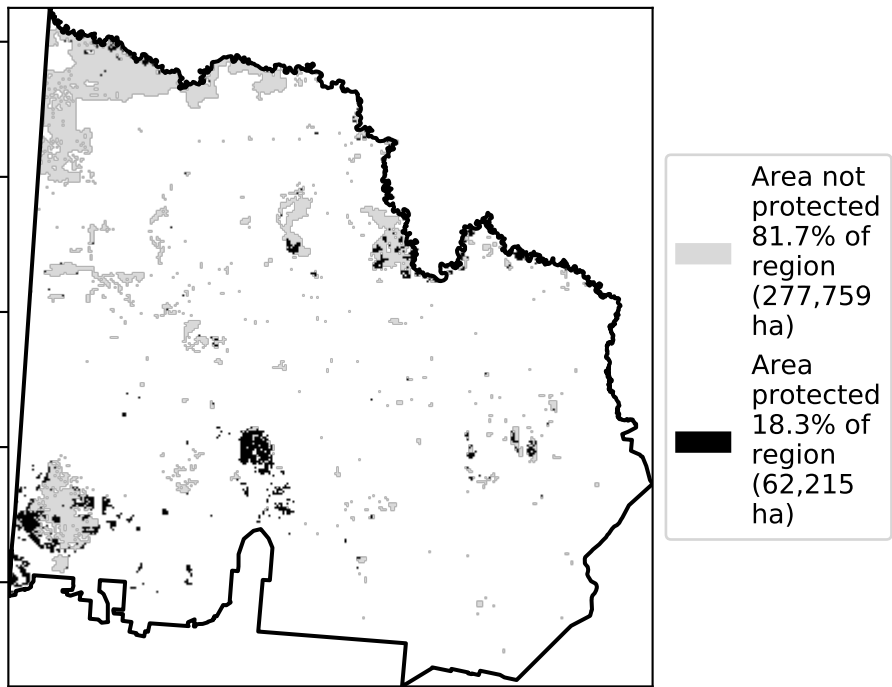 Area not
protected
81.7% of
region
(277,759
ha)
Area
protected
18.3% of
region
(62,215
ha)